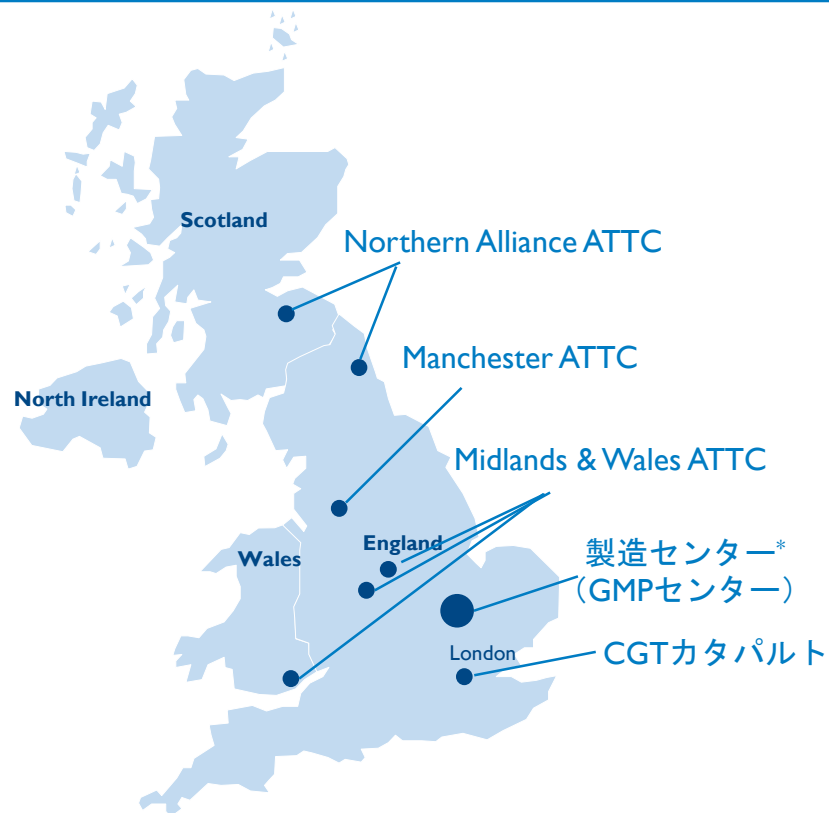 Scotland
Northern Alliance ATTC
Manchester ATTC
North Ireland
Midlands & Wales ATTC
England
Wales
製造センター*
（GMPセンター）
London
CGTカタパルト